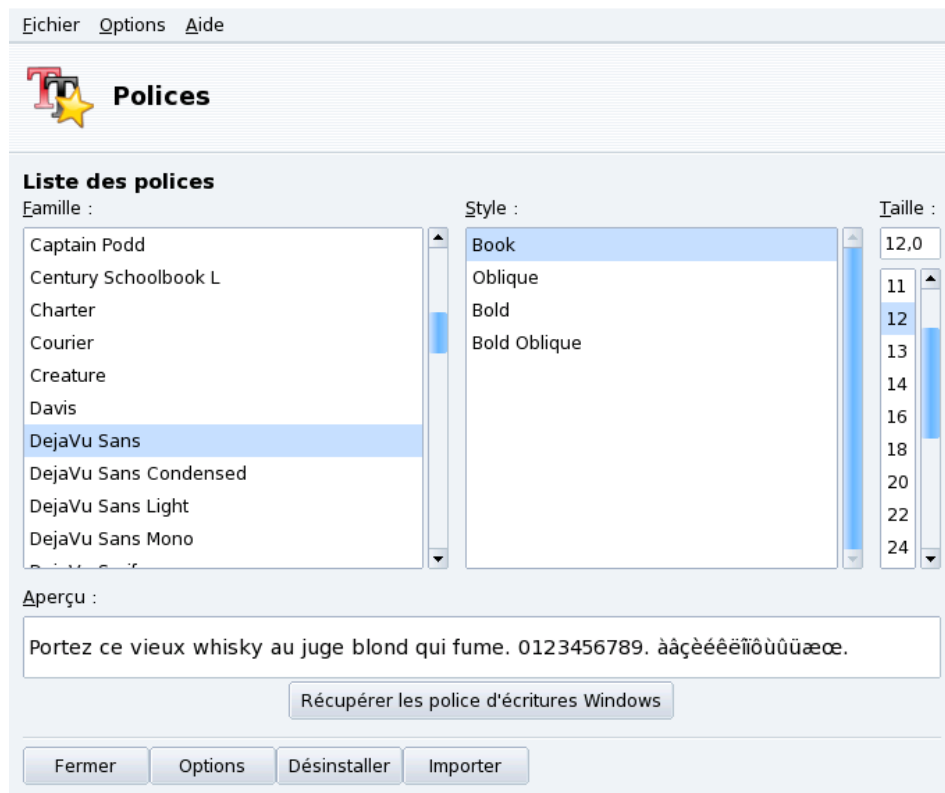 Fichier Options Aide
Polices
Liste des polices
Famille :
Captain Podd
Century Schoolbook L
Charter
Courier
Creature
Davis
DejaVu Sans
DejaVu Sans Condensed
DejaVu Sans Light
DejaVu Sans Mono
Style :
Book
Oblique
Bold
Bold Oblique
Taille :
12,0
11
12
13
14
16
18
20
22
24
Aperçu :
Portez ce vieux whisky au juge blond qui fume. 0123456789. àâçèéêëîïôùûüæœ.
Récupérer les police d'écritures Windows
Fermer Options Désinstaller Importer